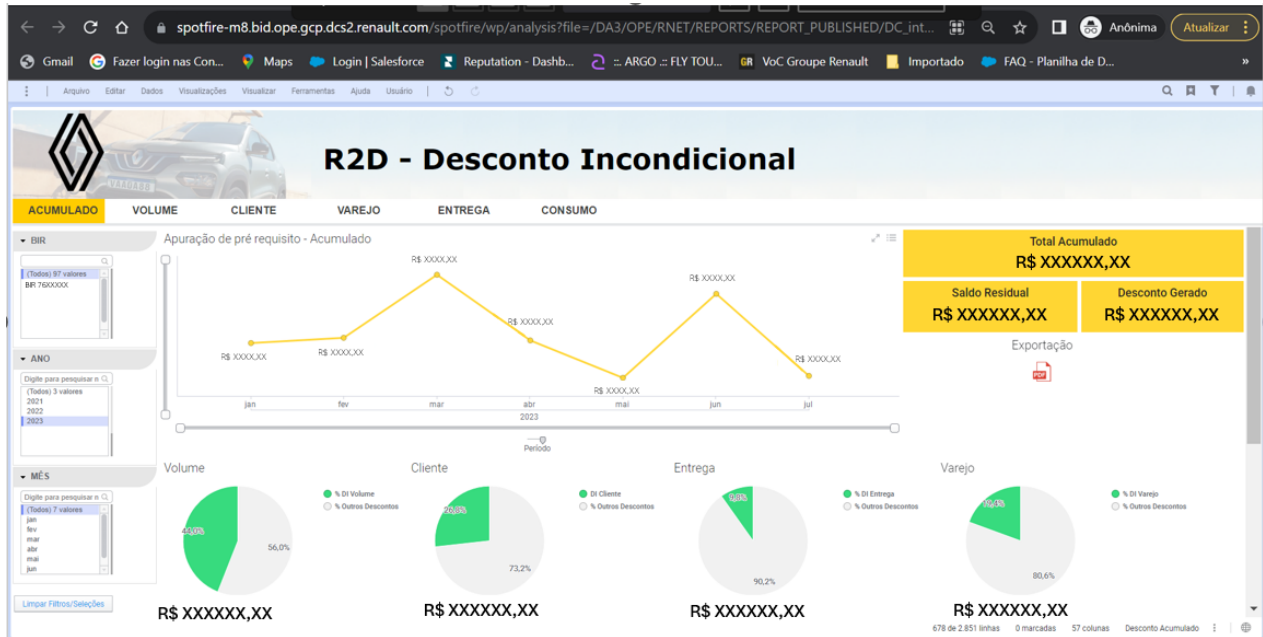 spotfire-m8.bid.ope.gcp.dcs2.renault.com/spotfire/wp/analysis?file=/DA3/OPE/RNET/REPORTS/REPORT_PUBLISHED/DC_int...
Anônima
Atualizar
Gmail
Fazer login nas Con...
Maps
Login | Salesforce
Reputation - Dashb...
::. ARGO .:: FLY TOU...
GR VoC Groupe Renault
Importado
FAQ - Planilha de D...
»
Arquivo Editar Dados Visualizações Visualizar Ferramentas Ajuda Usuário
R2D - Desconto Incondicional
ACUMULADO VOLUME CLIENTE VAREJO ENTREGA CONSUMO
BIR
(Todos) 97 valores
BIR 76XXXXX
ANO
Digite para pesquisar n
(Todos) 3 valores
2021
2022
2023
MÊS
Digite para pesquisar n
(Todos) 7 valores
jan
fev
mar
abr
mai
jun
Limpar Filtros/Seleções
Apuração de pré requisito - Acumulado
R$ XXXX,XX
R$ XXXX,XX
R$ XXXX,XX
R$ XXXX,XX
R$ XXXX,XX
R$ XXXX,XX
R$ XXXX,XX
jan fev mar abr mai jun jul
2023
Período
Total Acumulado
R$ XXXXXX,XX
Saldo Residual
R$ XXXXXX,XX
Desconto Gerado
R$ XXXXXX,XX
Exportação
PDF
Volume
% DI Volume
% Outros Descontos
44,0%
56,0%
R$ XXXXXX,XX
Cliente
DI Cliente
% Outros Descontos
73,2%
R$ XXXXXX,XX
Entrega
% DI Entrega
% Outros Descontos
9,8%
90,2%
R$ XXXXXX,XX
Varejo
% DI Varejo
% Outros Descontos
19,4%
80,6%
R$ XXXXXX,XX
678 de 2.851 linhas 0 marcadas 57 colunas Desconto Acumulado